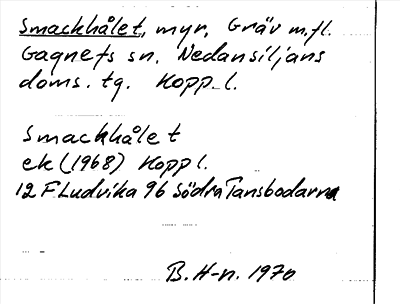 Smackhålet, myr, Gräv m.fl.
Gagnefs sn, Nedansiljans
doms. tg. Kopp. l.
Smackhålet
ek (1968) Kopp l.
12 F Ludvika 96 Södra Tansbodarna
B. H-n. 1970